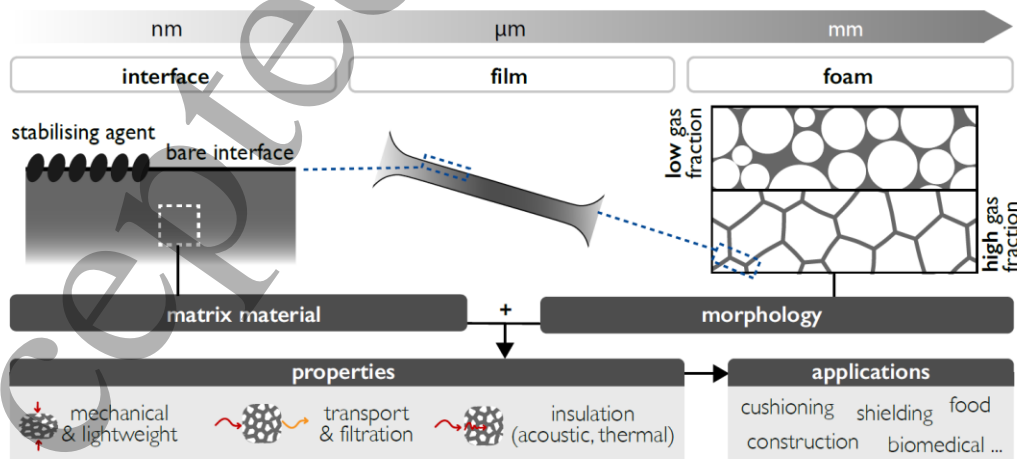 nm
µm
mm
interface
film
foam
stabilising agent
bare interface
low gas
fraction
high gas
fraction
matrix material
+
morphology
properties
applications
mechanical
& lightweight
transport
& filtration
insulation
(acoustic, thermal)
cushioning
shielding
food
construction
biomedical ...
cepte